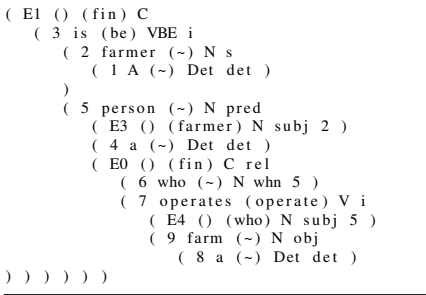 ( E1 () (fin) C
( 3 is (be) VBE i
( 2 farmer (~) N s
( 1 A (~) Det det )
)
( 5 person (~) N pred
( E3 () (farmer) N subj 2 )
( 4 a (~) Det det )
( E0 () (fin) C rel
( 6 who (~) N whn 5 )
( 7 operates (operate) V i
( E4 () (who) N subj 5 )
( 9 farm (~) N obj
( 8 a (~) Det det )
) ) ) ) ) )